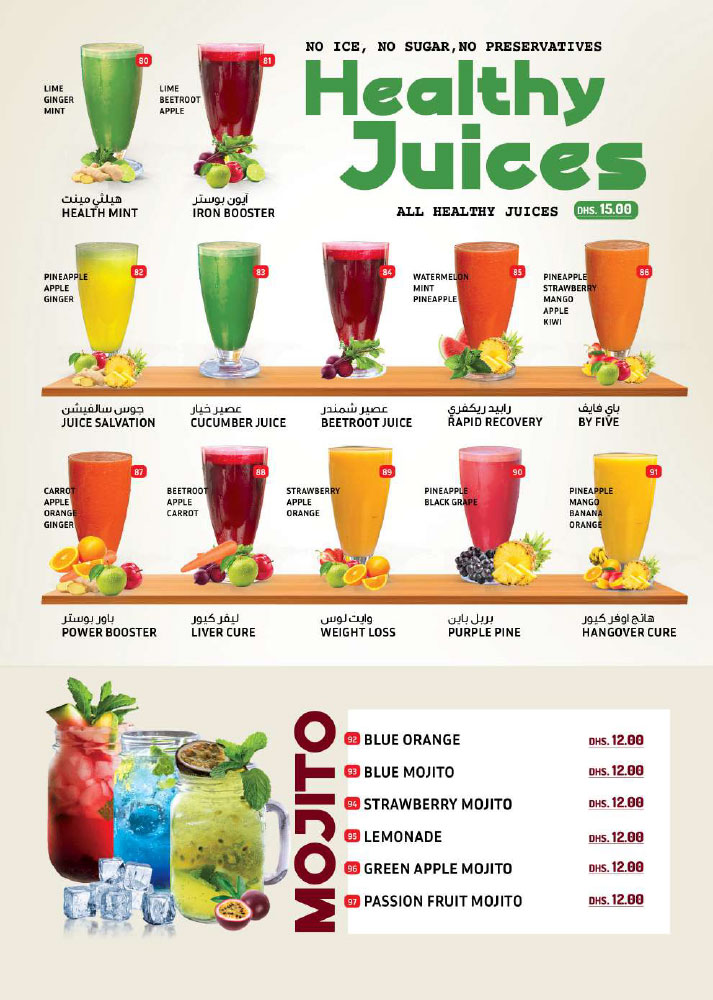 NO ICE, NO SUGAR,NO PRESERVATIVES
Healthy
Juices
ALL HEALTHY JUICES DHS. 15.00
80
LIME
GINGER
MINT
هيلثي مينت
HEALTH MINT
81
LIME
BEETROOT
APPLE
آيون بوستر
IRON BOOSTER
82
PINEAPPLE
APPLE
GINGER
جوس سالفيشن
JUICE SALVATION
83
عصير خيار
CUCUMBER JUICE
84
عصير شمندر
BEETROOT JUICE
85
WATERMELON
MINT
PINEAPPLE
رابيد ريكفري
RAPID RECOVERY
86
PINEAPPLE
STRAWBERRY
MANGO
APPLE
KIWI
باي فايف
BY FIVE
87
CARROT
APPLE
ORANGE
GINGER
باور بوستر
POWER BOOSTER
88
BEETROOT
APPLE
CARROT
ليفر كيور
LIVER CURE
89
STRAWBERRY
APPLE
ORANGE
وايت لوس
WEIGHT LOSS
90
PINEAPPLE
BLACK GRAPE
بربل باين
PURPLE PINE
91
PINEAPPLE
MANGO
BANANA
ORANGE
هانج اوفر كيور
HANGOVER CURE
MOJITO
92 BLUE ORANGE DHS. 12.00
93 BLUE MOJITO DHS. 12.00
94 STRAWBERRY MOJITO DHS. 12.00
95 LEMONADE DHS. 12.00
96 GREEN APPLE MOJITO DHS. 12.00
97 PASSION FRUIT MOJITO DHS. 12.00